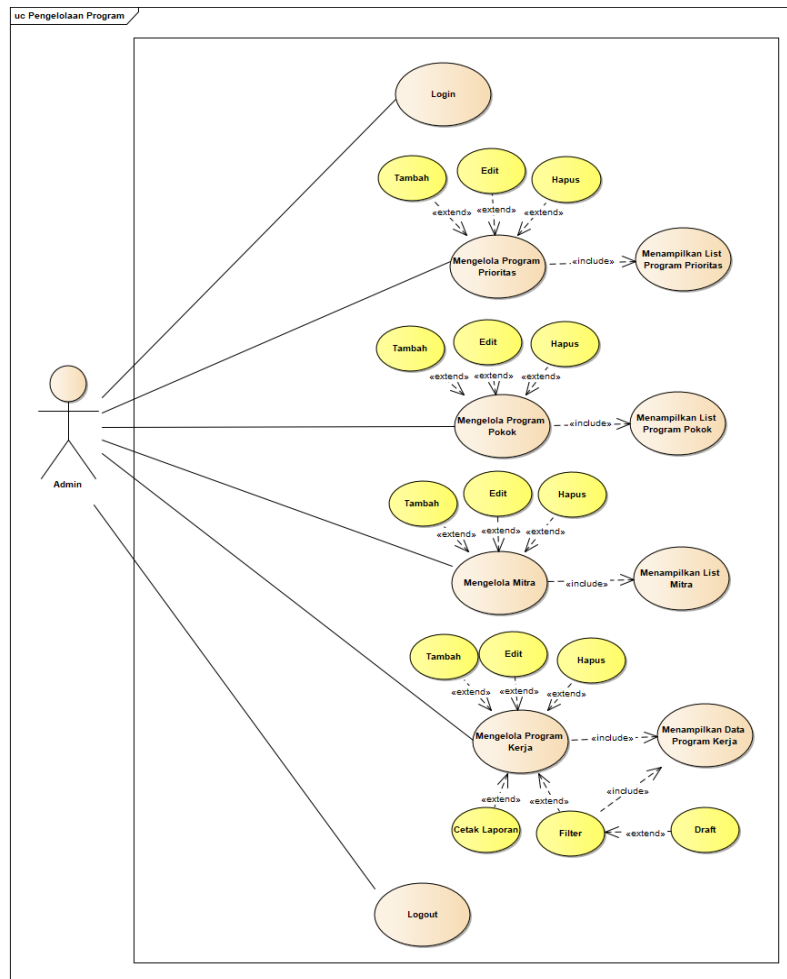 uc Pengelolaan Program
Login
Tambah
Edit
Hapus
«extend»
«extend»
«extend»
Mengelola Program
Prioritas
«include»
Menampilkan List
Program Prioritas
Tambah
Edit
Hapus
«extend»
«extend»
«extend»
Mengelola Program
Pokok
«include»
Menampilkan List
Program Pokok
Admin
Tambah
Edit
Hapus
«extend»
«extend»
«extend»
Mengelola Mitra
«include»
Menampilkan List
Mitra
Tambah
Edit
Hapus
«extend»
«extend»
«extend»
Mengelola Program
Kerja
«include»
Menampilkan Data
Program Kerja
«include»
«extend»
«extend»
Cetak Laporan
Filter
«extend»
Draft
Logout